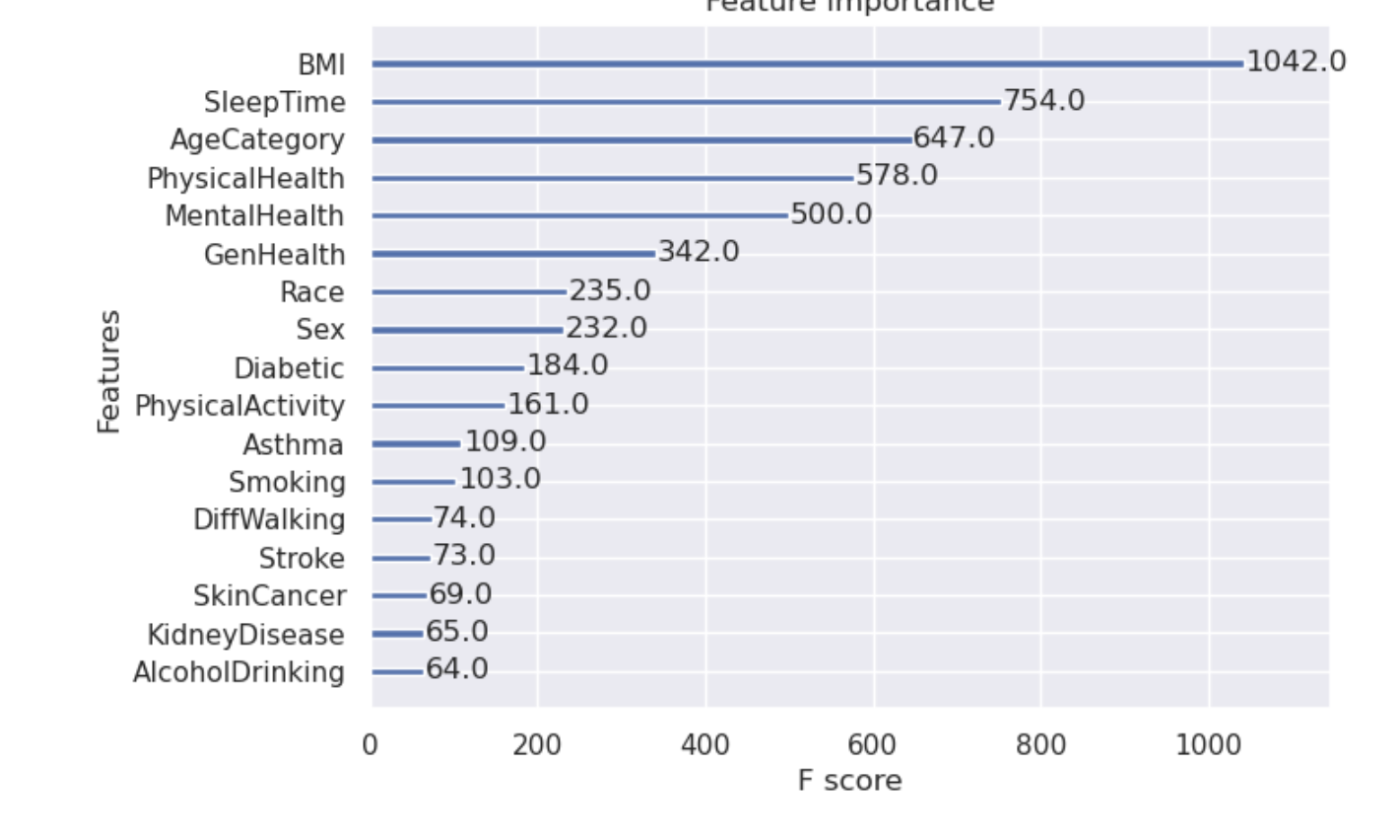 Feature importance
BMI 1042.0
SleepTime 754.0
AgeCategory 647.0
PhysicalHealth 578.0
MentalHealth 500.0
GenHealth 342.0
Race 235.0
Sex 232.0
Diabetic 184.0
PhysicalActivity 161.0
Asthma 109.0
Smoking 103.0
DiffWalking 74.0
Stroke 73.0
SkinCancer 69.0
KidneyDisease 65.0
AlcoholDrinking 64.0
Features
0 200 400 600 800 1000
F score